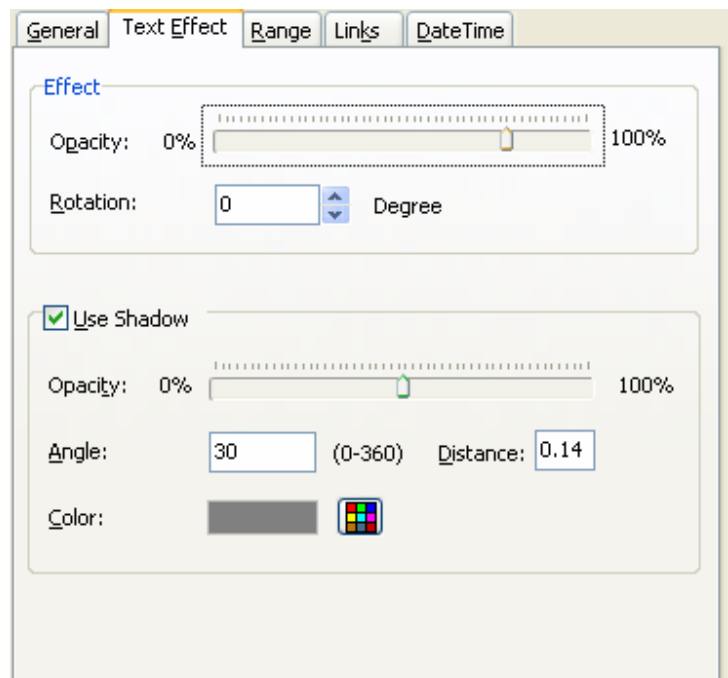 General Text Effect Range Links DateTime
Effect
Opacity: 0% 100%
Rotation: 0 Degree
Use Shadow
Opacity: 0% 100%
Angle: 30 (0-360) Distance: 0.14
Color: